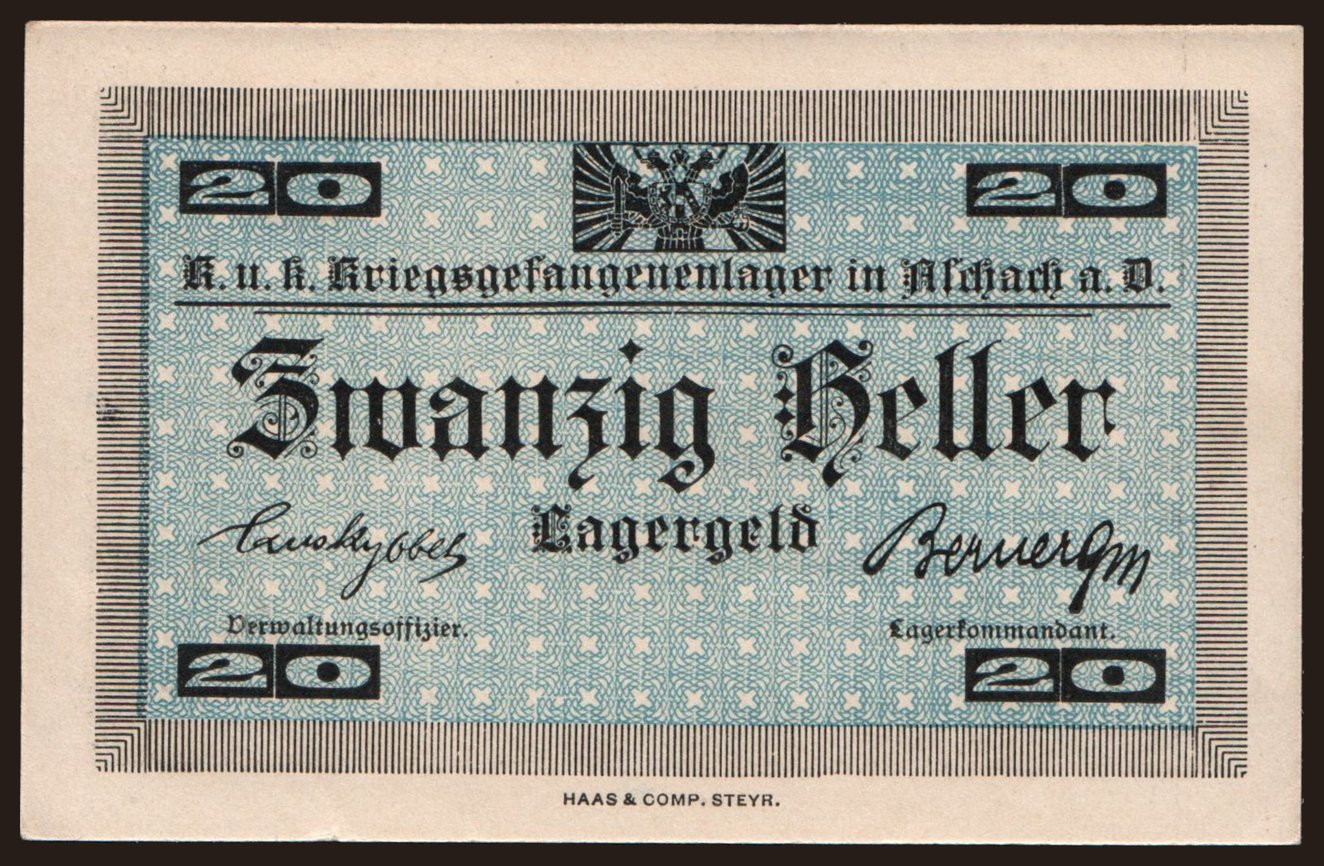 20 20
K. u. k. Kriegsgefangenenlager in Aschach a. D.
Zwanzig Heller
Lagergeld
Verwaltungsoffizier. Lagerkommandant.
20 20
HAAS & COMP. STEYR.